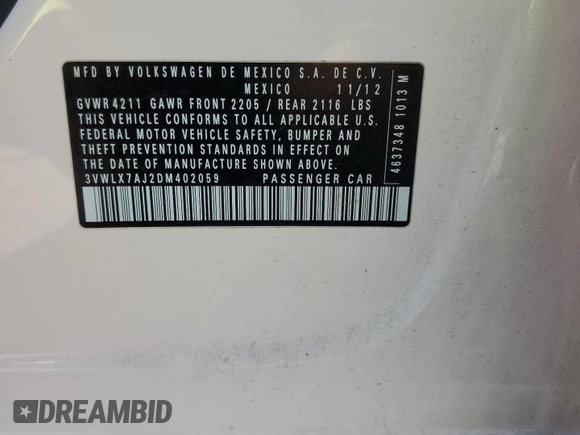 MFD BY VOLKSWAGEN DE MEXICO S.A. DE C.V.
MEXICO 11/12
GVWR 4211 GAWR FRONT 2205 / REAR 2116 LBS
THIS VEHICLE CONFORMS TO ALL APPLICABLE U.S.
FEDERAL MOTOR VEHICLE SAFETY, BUMPER AND
THEFT PREVENTION STANDARDS IN EFFECT ON
THE DATE OF MANUFACTURE SHOWN ABOVE.
3VWLX7AJ2DM402059 PASSENGER CAR
4637348 1013 M
DREAMBID